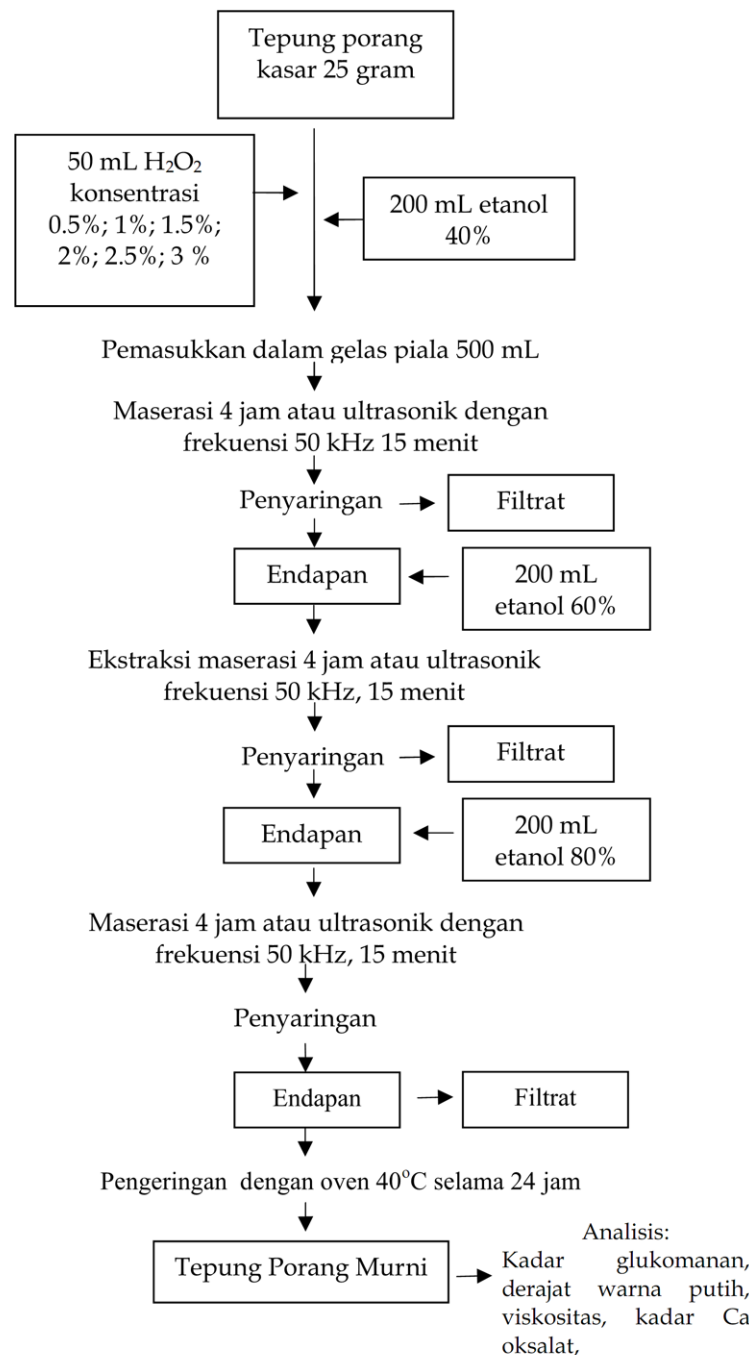 Tepung porang
kasar 25 gram
50 mL H₂O₂
konsentrasi
0.5%; 1%; 1.5%;
2%; 2.5%; 3 %
200 mL etanol
40%
Pemasukkan dalam gelas piala 500 mL
Maserasi 4 jam atau ultrasonik dengan
frekuensi 50 kHz 15 menit
Penyaringan
Filtrat
Endapan
200 mL
etanol 60%
Ekstraksi maserasi 4 jam atau ultrasonik
frekuensi 50 kHz, 15 menit
Penyaringan
Filtrat
Endapan
200 mL
etanol 80%
Maserasi 4 jam atau ultrasonik dengan
frekuensi 50 kHz, 15 menit
Penyaringan
Endapan
Filtrat
Pengeringan dengan oven 40°C selama 24 jam
Tepung Porang Murni
Analisis:
Kadar glukomanan,
derajat warna putih,
viskositas, kadar Ca
oksalat,